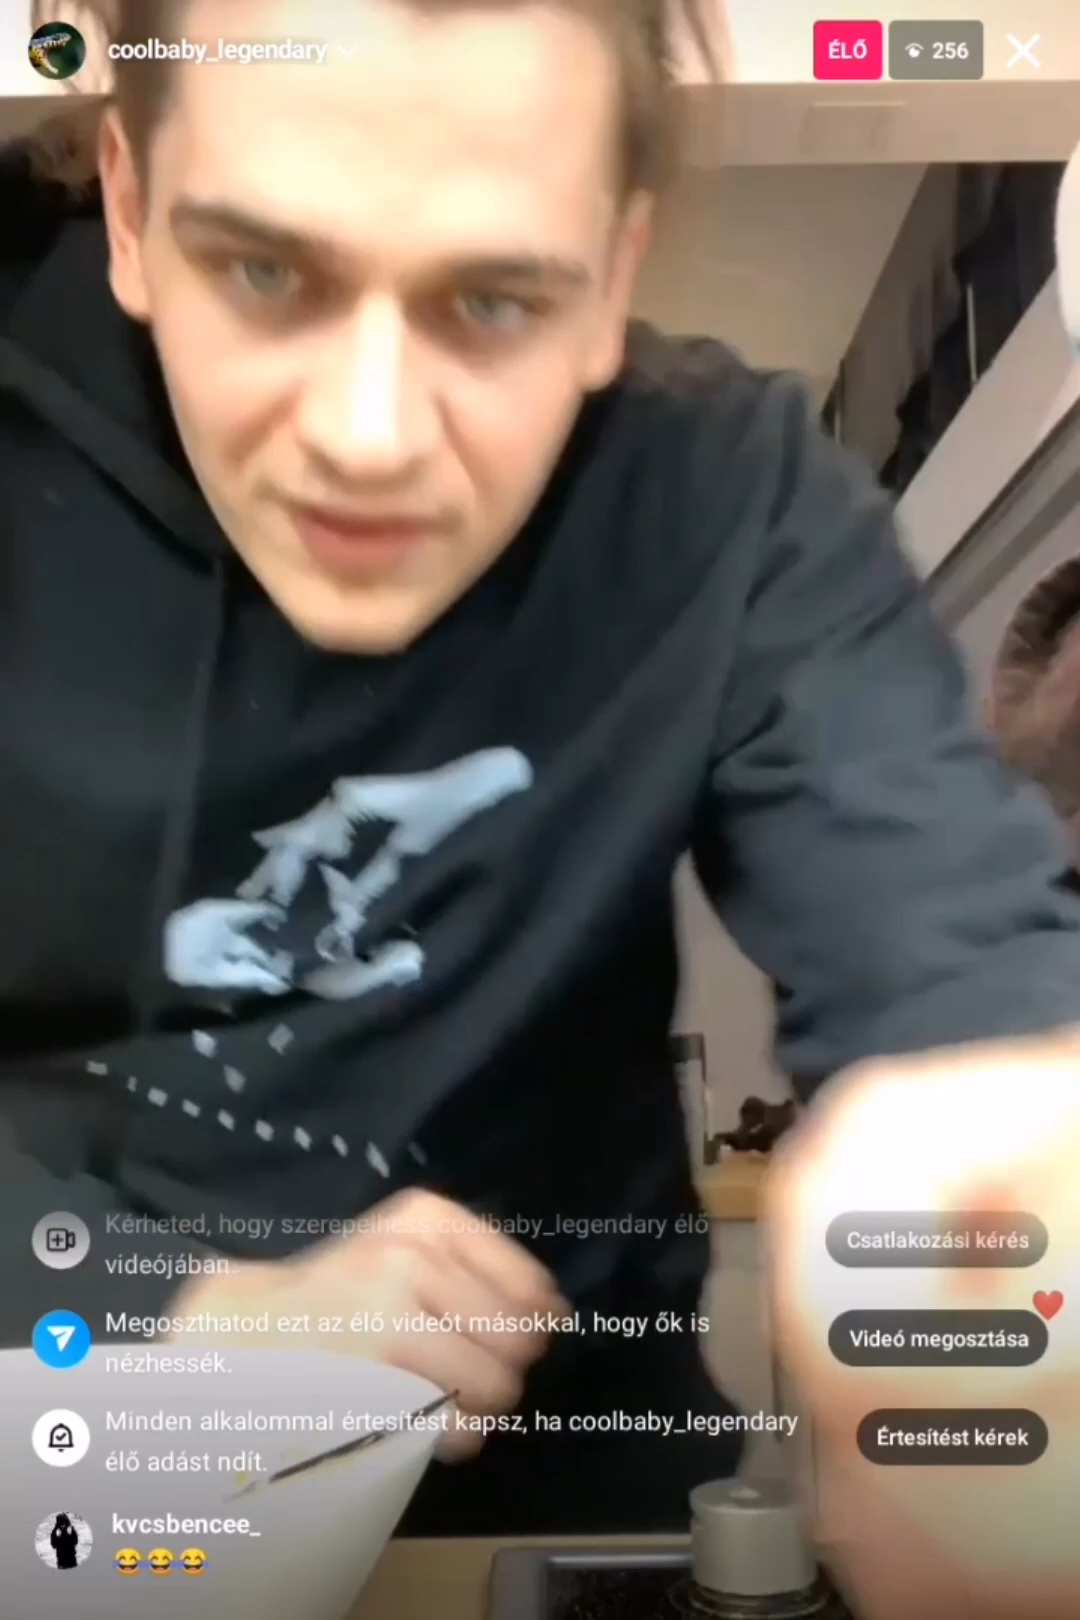 coolbaby_legendary
ÉLŐ
256
Kérheted, hogy szerepelhess coolbaby_legendary élő
videójában.
Csatlakozási kérés
Megoszthatod ezt az élő videót másokkal, hogy ők is
nézhessék.
Videó megosztása
Minden alkalommal értesítést kapsz, ha coolbaby_legendary
élő adást ndít.
Értesítést kérek
kvcsbencee_
😂😂😂